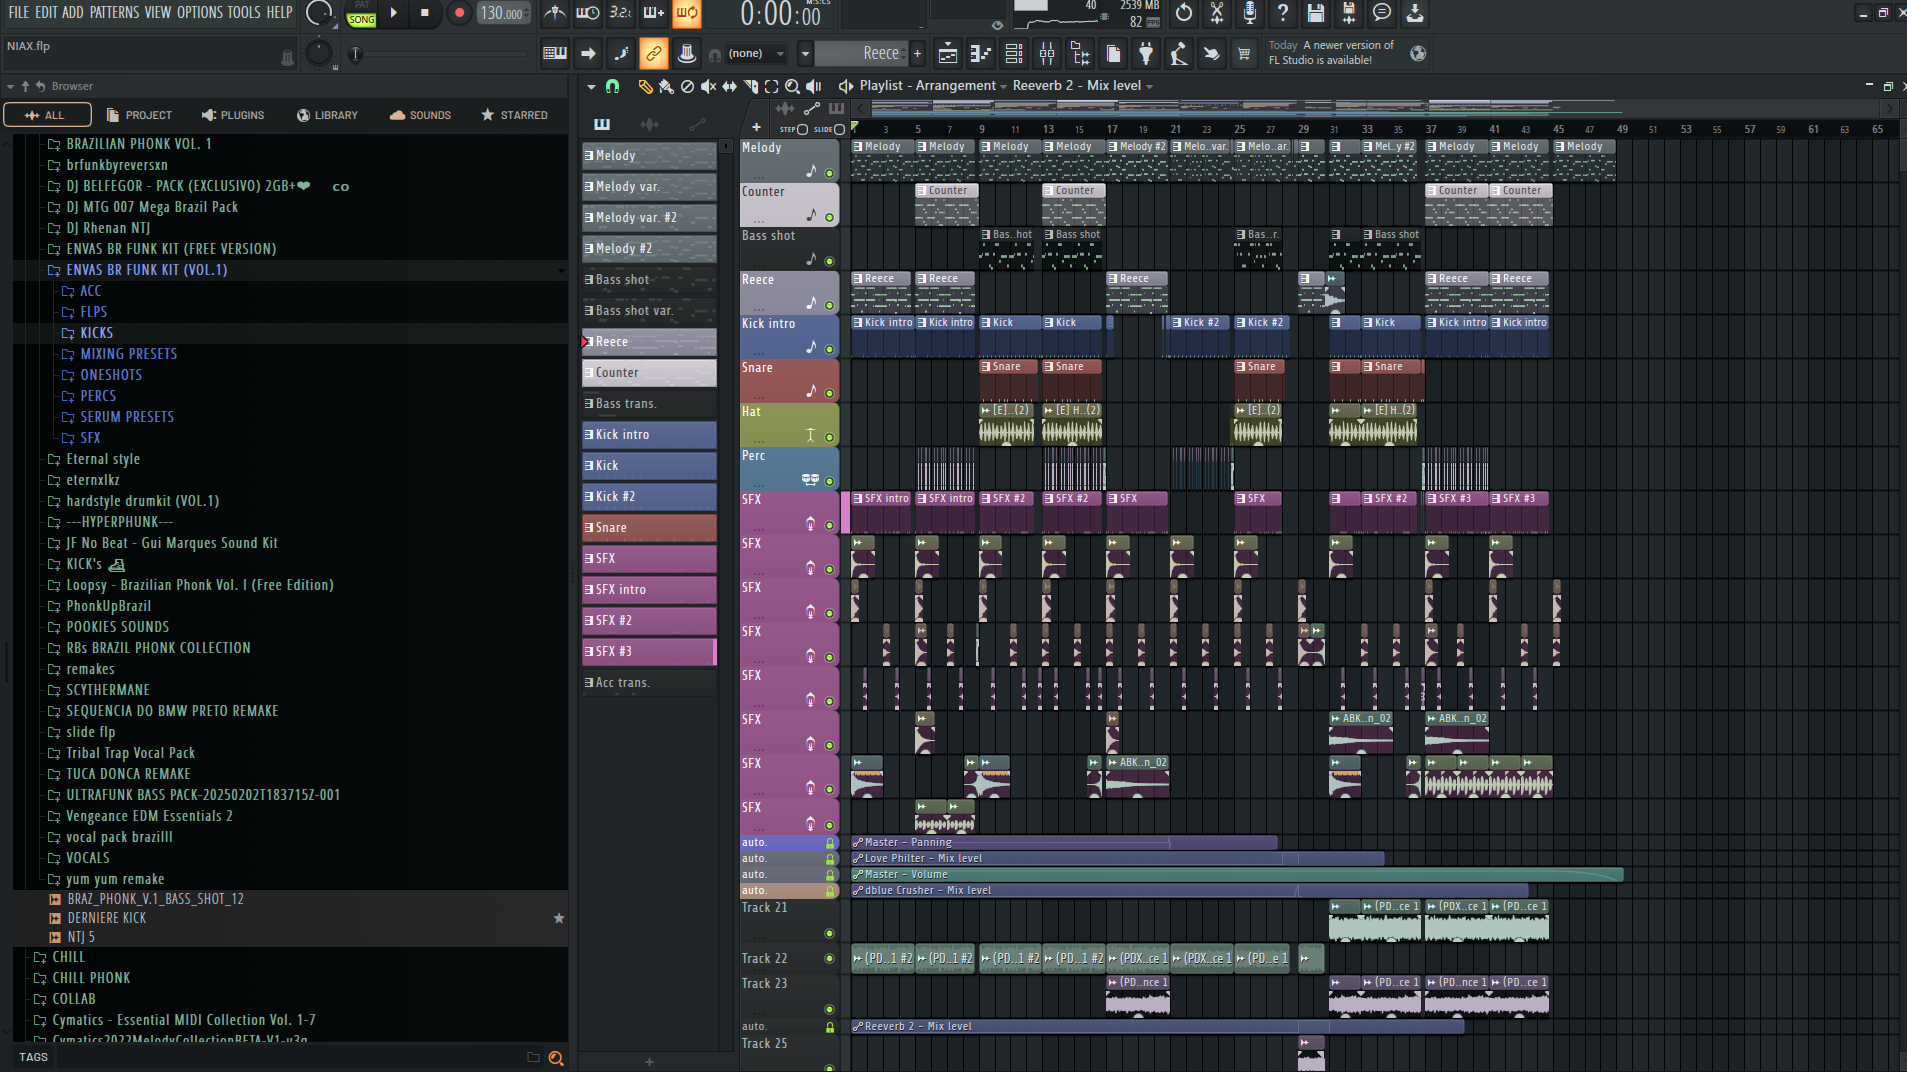 FILE EDIT ADD PATTERNS VIEW OPTIONS TOOLS HELP
PAT
SONG
130.000
3.2:
0:00:00
M:S:CS
40
2539 MB
82 FPS
NIAX.flp
(none)
Reece
Today A newer version of
FL Studio is available!
Browser
ALL
PROJECT
PLUGINS
LIBRARY
SOUNDS
STARRED
BRAZILIAN PHONK VOL. 1
brfunkbyreversxn
DJ BELFEGOR - PACK (EXCLUSIVO) 2GB+❤ co
DJ MTG 007 Mega Brazil Pack
DJ Rhenan NTJ
ENVAS BR FUNK KIT (FREE VERSION)
ENVAS BR FUNK KIT (VOL.1)
ACC
FLPS
KICKS
MIXING PRESETS
ONESHOTS
PERCS
SERUM PRESETS
SFX
Eternal style
eternxlkz
hardstyle drumkit (VOL.1)
---HYPERPHUNK---
JF No Beat - Gui Marques Sound Kit
KICK's
Loopsy - Brazilian Phonk Vol. I (Free Edition)
PhonkUpBrazil
POOKIES SOUNDS
RBs BRAZIL PHONK COLLECTION
remakes
SCYTHERMANE
SEQUENCIA DO BMW PRETO REMAKE
slide flp
Tribal Trap Vocal Pack
TUCA DONCA REMAKE
ULTRAFUNK BASS PACK-20250202T183715Z-001
Vengeance EDM Essentials 2
vocal pack brazilll
VOCALS
yum yum remake
BRAZ_PHONK_V.1_BASS_SHOT_12
DERNIERE KICK
NTJ 5
CHILL
CHILL PHONK
COLLAB
Cymatics - Essential MIDI Collection Vol. 1-7
Cymatics2022MelodyCollectionBETA-V1-u3g
TAGS
Melody
Melody var.
Melody var. #2
Melody #2
Bass shot
Bass shot var.
Reece
Counter
Bass trans.
Kick intro
Kick
Kick #2
Snare
SFX
SFX intro
SFX #2
SFX #3
Acc trans.
Playlist - Arrangement Reeverb 2 - Mix level
STEP SLIDE
1 3 5 7 9 11 13 15 17 19 21 23 25 27 29 31 33 35 37 39 41 43 45 47 49 51 53 55 57 59 61 63 65
Melody Melody Melody Melody Melody Melody #2 Melo..var. Melo..ar. Mel..y #2 Melody Melody Melody
Counter Counter Counter Counter Counter
Bass shot Bas..hot Bass shot Bas..r. Bass shot
Reece Reece Reece Reece Reece Reece
Kick intro Kick intro Kick intro Kick Kick Kick #2 Kick #2 Kick Kick intro Kick intro
Snare Snare Snare Snare Snare
Hat [E]..(2) [E] H..(2) [E]..(2) [E] H..(2)
Perc
SFX SFX intro SFX intro SFX #2 SFX #2 SFX SFX SFX #2 SFX #3 SFX #3
SFX
SFX
SFX
SFX
SFX ABK..n_02 ABK..n_02
SFX ABK..n_02
SFX
auto. Master - Panning
auto. Love Philter - Mix level
auto. Master - Volume
auto. dblue Crusher - Mix level
Track 21 (PD..ce 1 (PDX..ce 1 (PD..ce 1
Track 22 (PD..1 #2 (PD..1 #2 (PD..1 #2 (PD..1 #2 (PDX..ce 1 (PDX..ce 1 (PD..e 1
Track 23 (PD..nce 1 (PD..ce 1 (PD..nce 1 (PD..ce 1
auto. Reeverb 2 - Mix level
Track 25